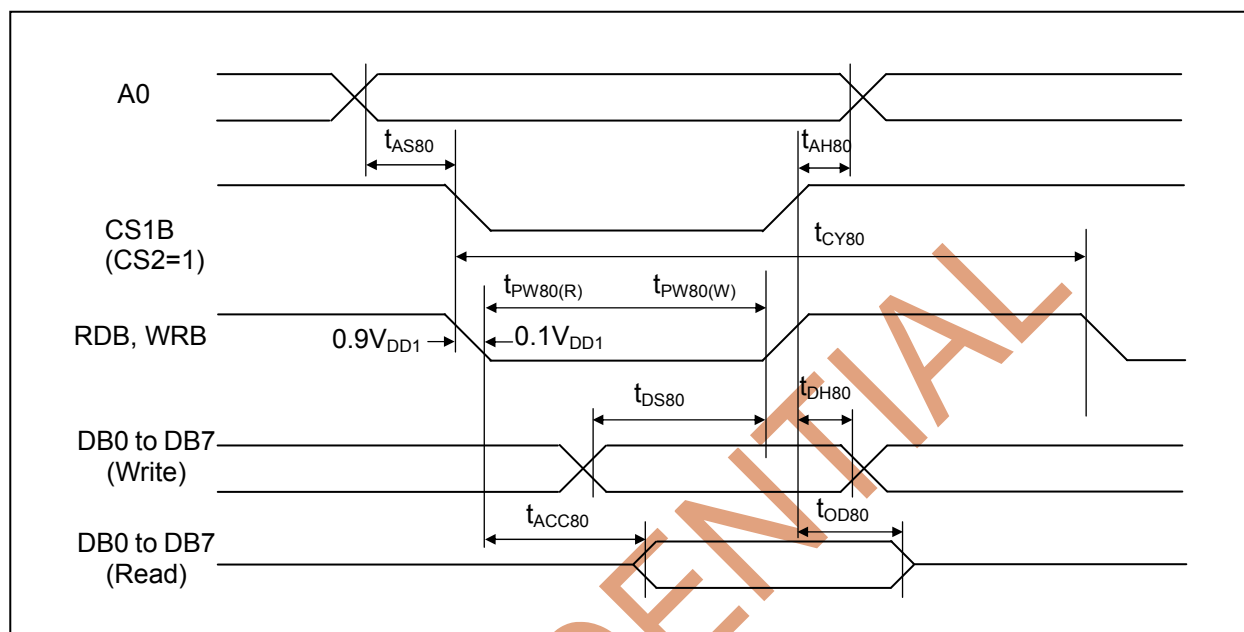 A0
tAS80
tAH80
CS1B
(CS2=1)
tCY80
tPW80(R)
tPW80(W)
RDB, WRB
0.9VDD1
0.1VDD1
tDS80
tDH80
DB0 to DB7
(Write)
tACC80
tOD80
DB0 to DB7
(Read)
ENTIAL